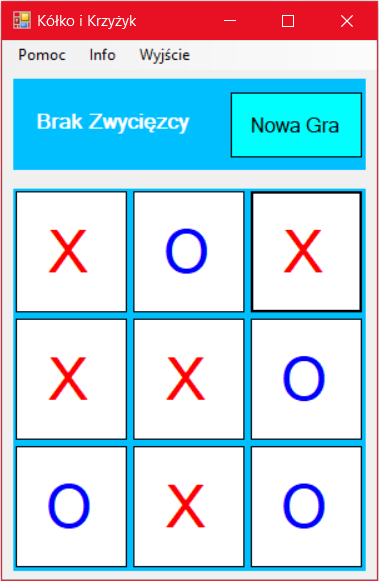 Kółko i Krzyżyk
Pomoc Info Wyjście
Brak Zwycięzcy
Nowa Gra
X O X
X X O
O X O